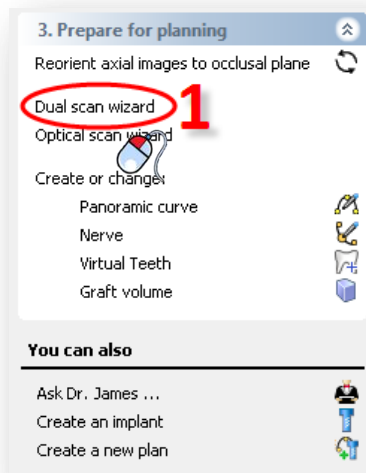 3. Prepare for planning
Reorient axial images to occlusal plane
Dual scan wizard 1
Optical scan wizard
Create or change:
Panoramic curve
Nerve
Virtual Teeth
Graft volume
You can also
Ask Dr. James ...
Create an implant
Create a new plan